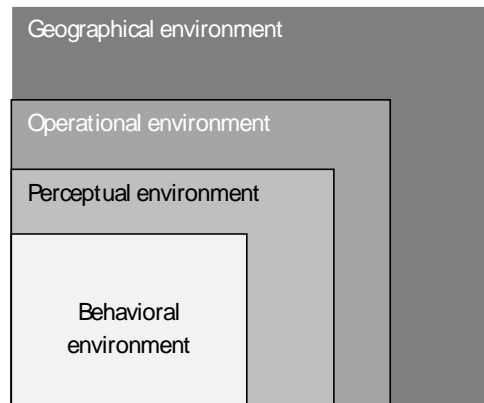 Geographical environment
Operational environment
Perceptual environment
Behavioral
environment